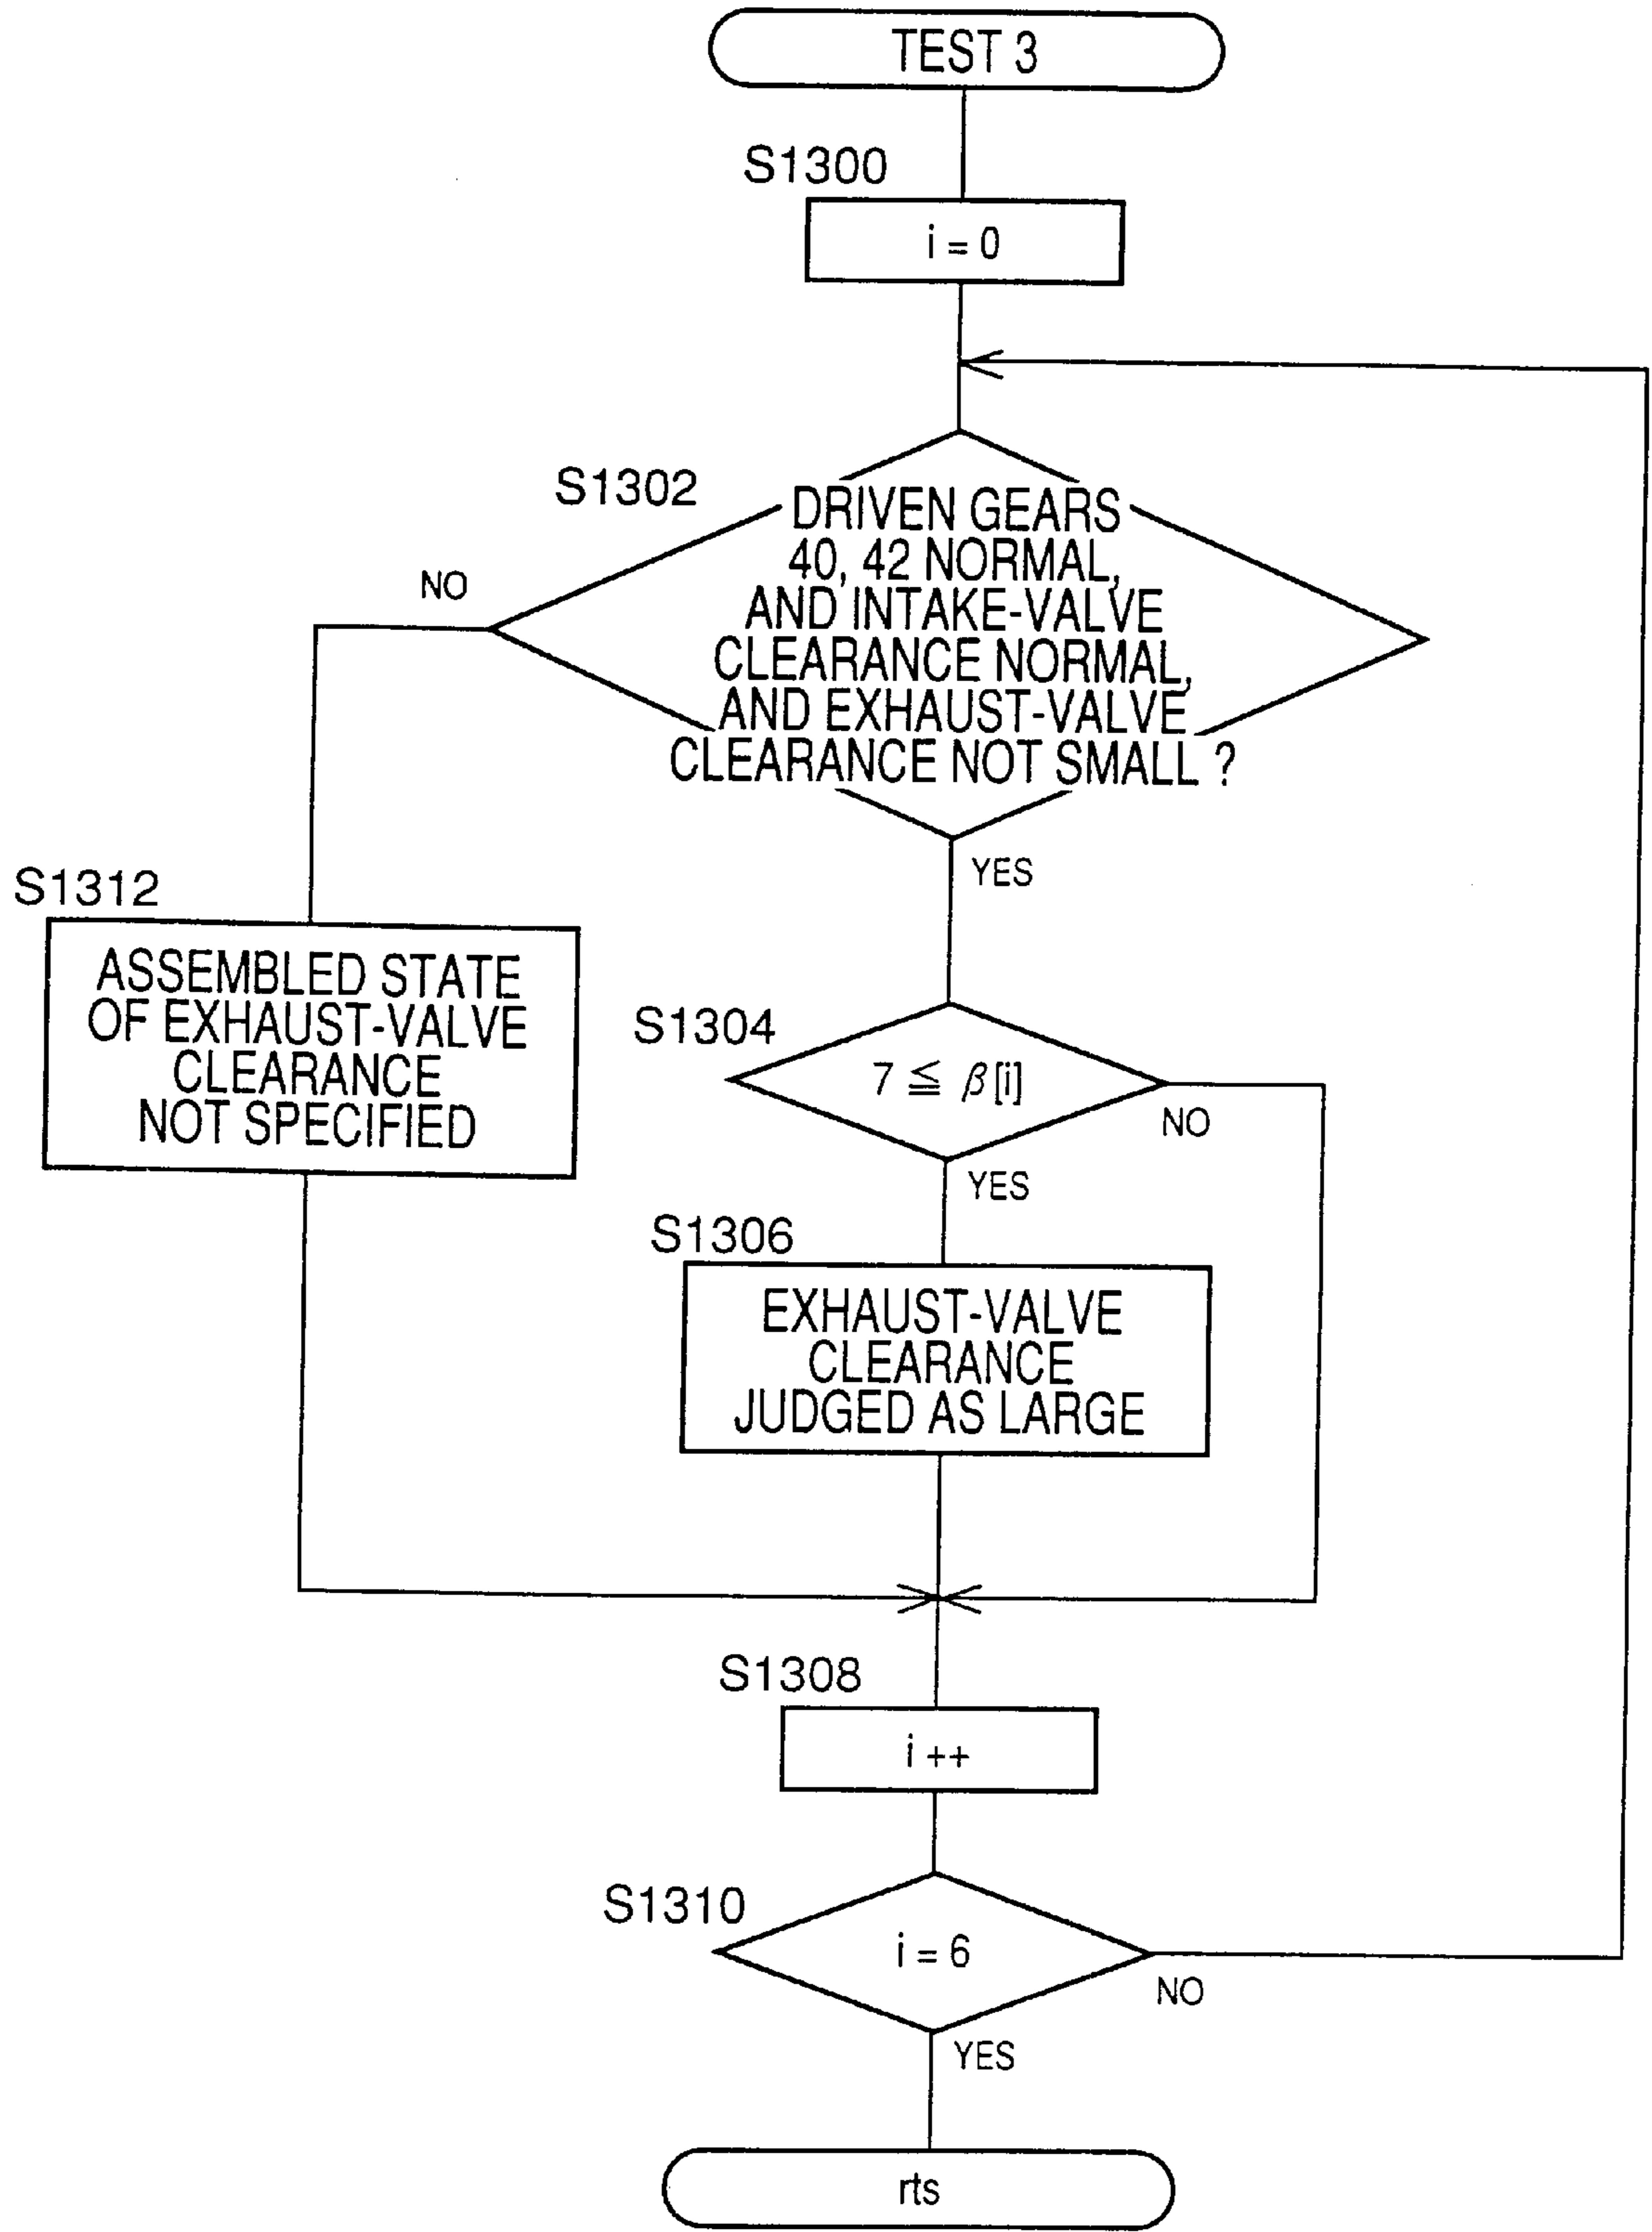 TEST 3
S1300
i = 0
S1302
DRIVEN GEARS
40, 42 NORMAL,
AND INTAKE-VALVE
CLEARANCE NORMAL,
AND EXHAUST-VALVE
CLEARANCE NOT SMALL ?
NO
YES
S1312
ASSEMBLED STATE
OF EXHAUST-VALVE
CLEARANCE
NOT SPECIFIED
S1304
7 ≦ β[i]
NO
YES
S1306
EXHAUST-VALVE
CLEARANCE
JUDGED AS LARGE
S1308
i ++
S1310
i = 6
NO
YES
rts